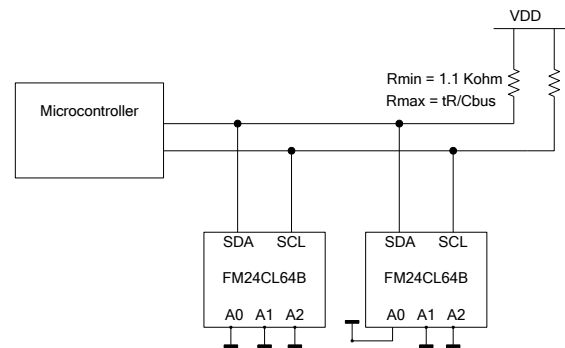 VDD
Rmin = 1.1 Kohm
Rmax = tR/Cbus
Microcontroller
SDA SCL
FM24CL64B
A0 A1 A2
SDA SCL
FM24CL64B
A0 A1 A2